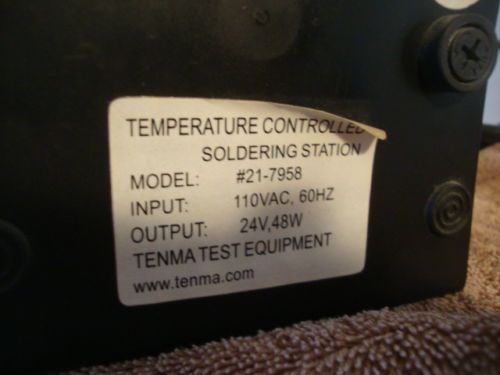 TEMPERATURE CONTROLLED
SOLDERING STATION
MODEL: #21-7958
INPUT: 110VAC, 60HZ
OUTPUT: 24V,48W
TENMA TEST EQUIPMENT
www.tenma.com